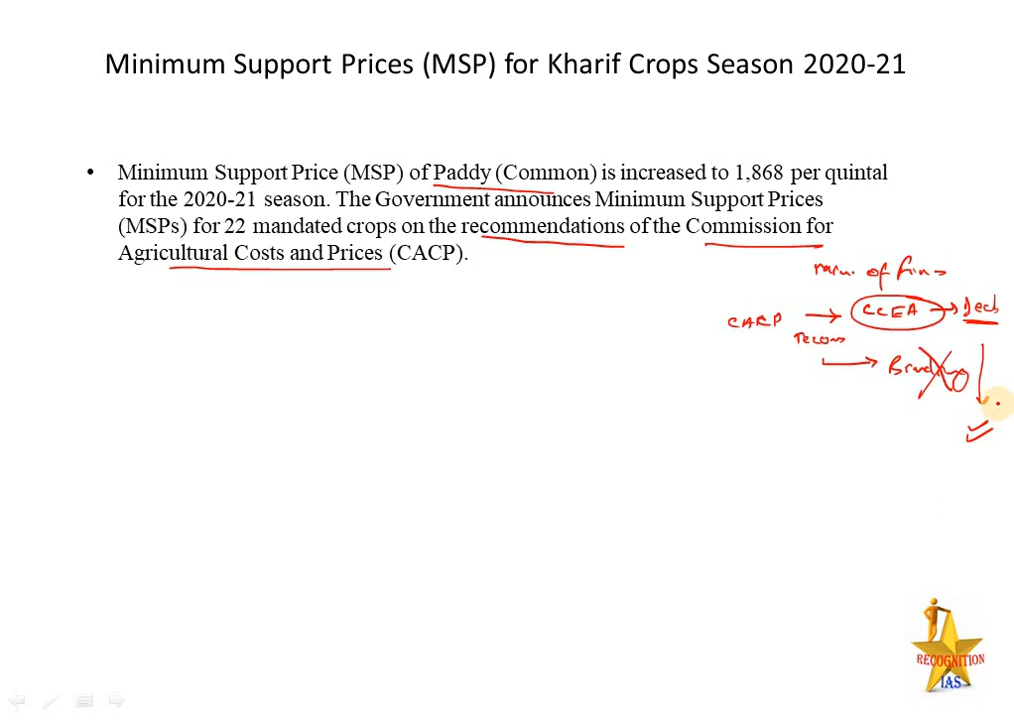 Minimum Support Prices (MSP) for Kharif Crops Season 2020-21
• Minimum Support Price (MSP) of Paddy (Common) is increased to 1,868 per quintal
for the 2020-21 season. The Government announces Minimum Support Prices
(MSPs) for 22 mandated crops on the recommendations of the Commission for
Agricultural Costs and Prices (CACP).
of fin
CACP → CCEA →
RECOGNITION
IAS